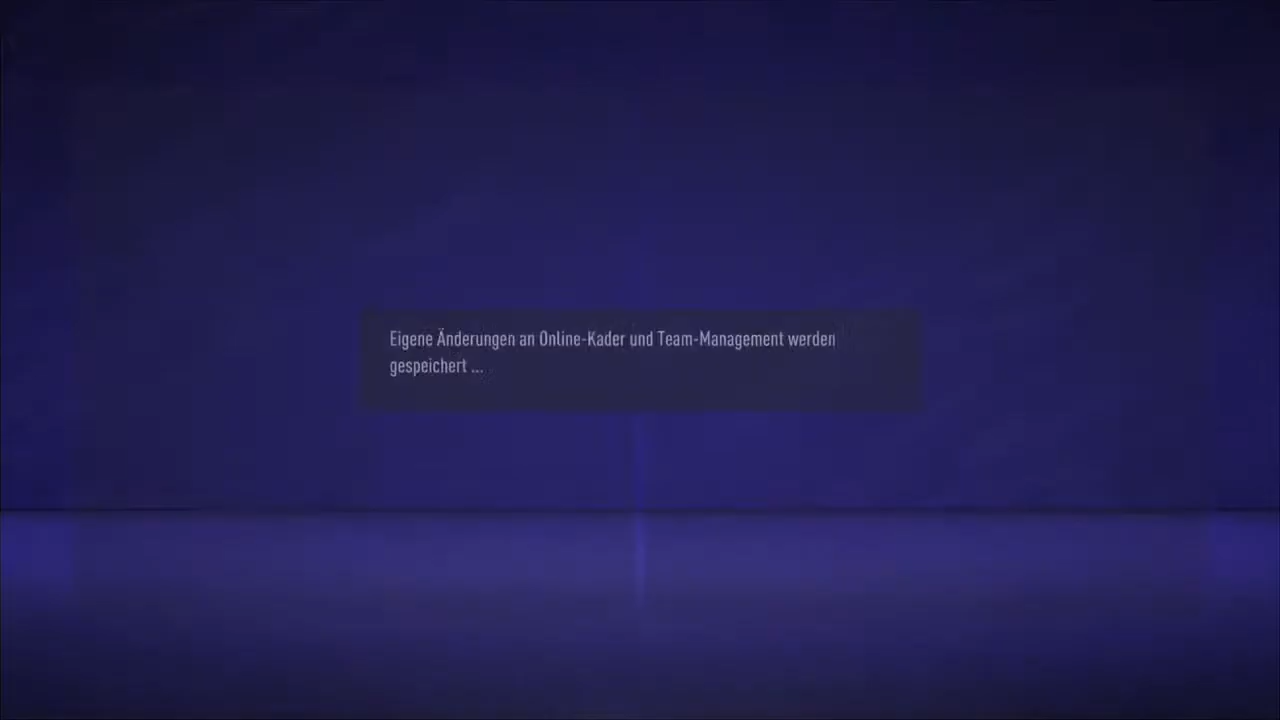 Eigene Änderungen an Online-Kader und Team-Management werden
gespeichert ...